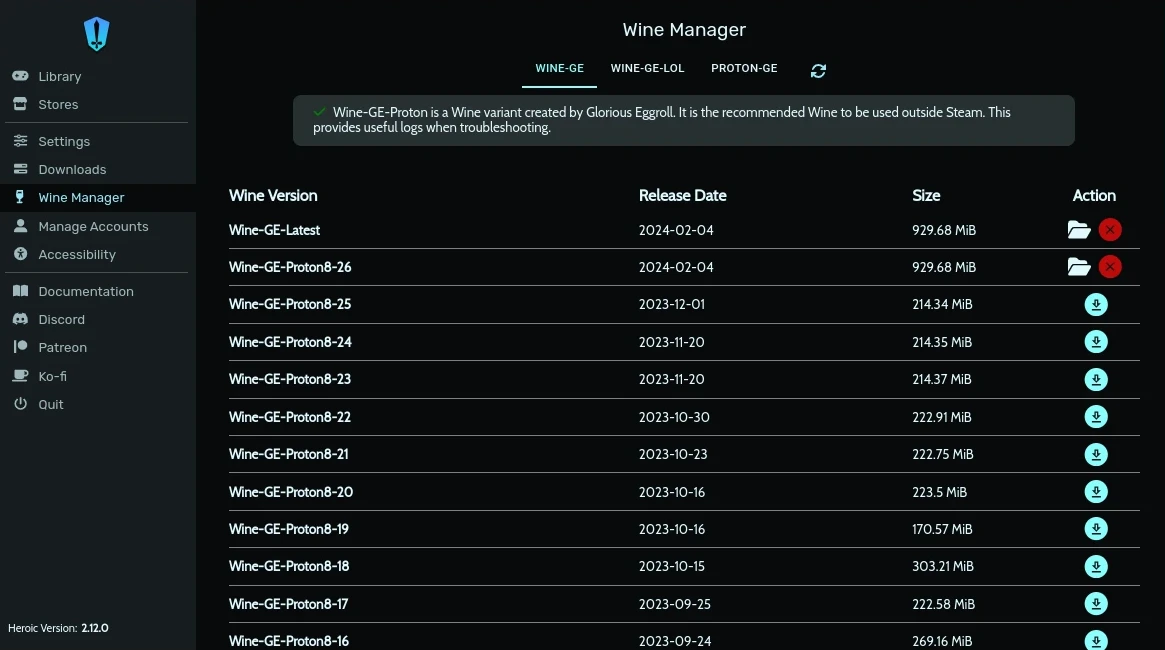 Wine Manager
Library
Stores
Settings
Downloads
Wine Manager
Manage Accounts
Accessibility
Documentation
Discord
Patreon
Ko-fi
Quit
Heroic Version: 2.12.0
WINE-GE WINE-GE-LOL PROTON-GE
Wine-GE-Proton is a Wine variant created by Glorious Eggroll. It is the recommended Wine to be used outside Steam. This
provides useful logs when troubleshooting.
Wine Version Release Date Size Action
Wine-GE-Latest 2024-02-04 929.68 MiB
Wine-GE-Proton8-26 2024-02-04 929.68 MiB
Wine-GE-Proton8-25 2023-12-01 214.34 MiB
Wine-GE-Proton8-24 2023-11-20 214.35 MiB
Wine-GE-Proton8-23 2023-11-20 214.37 MiB
Wine-GE-Proton8-22 2023-10-30 222.91 MiB
Wine-GE-Proton8-21 2023-10-23 222.75 MiB
Wine-GE-Proton8-20 2023-10-16 223.5 MiB
Wine-GE-Proton8-19 2023-10-16 170.57 MiB
Wine-GE-Proton8-18 2023-10-15 303.21 MiB
Wine-GE-Proton8-17 2023-09-25 222.58 MiB
Wine-GE-Proton8-16 2023-09-24 269.16 MiB